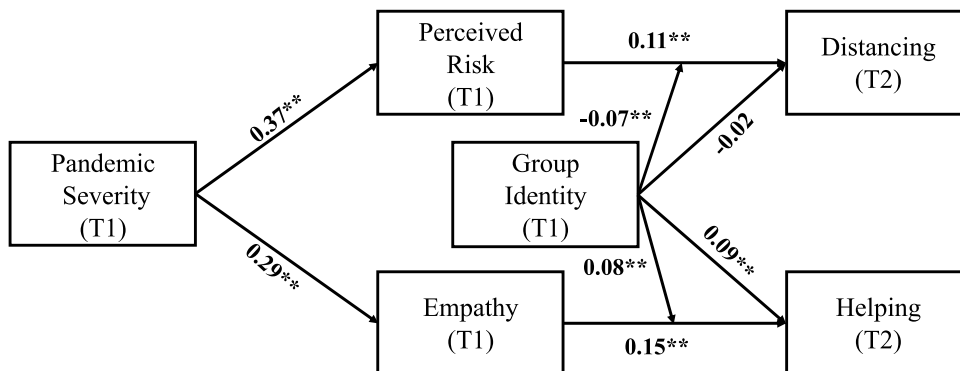 Perceived
Risk
(T1)
0.11**
Distancing
(T2)
0.37**
-0.07**
-0.02
Pandemic
Severity
(T1)
Group
Identity
(T1)
0.29**
0.08**
0.09**
Empathy
(T1)
0.15**
Helping
(T2)